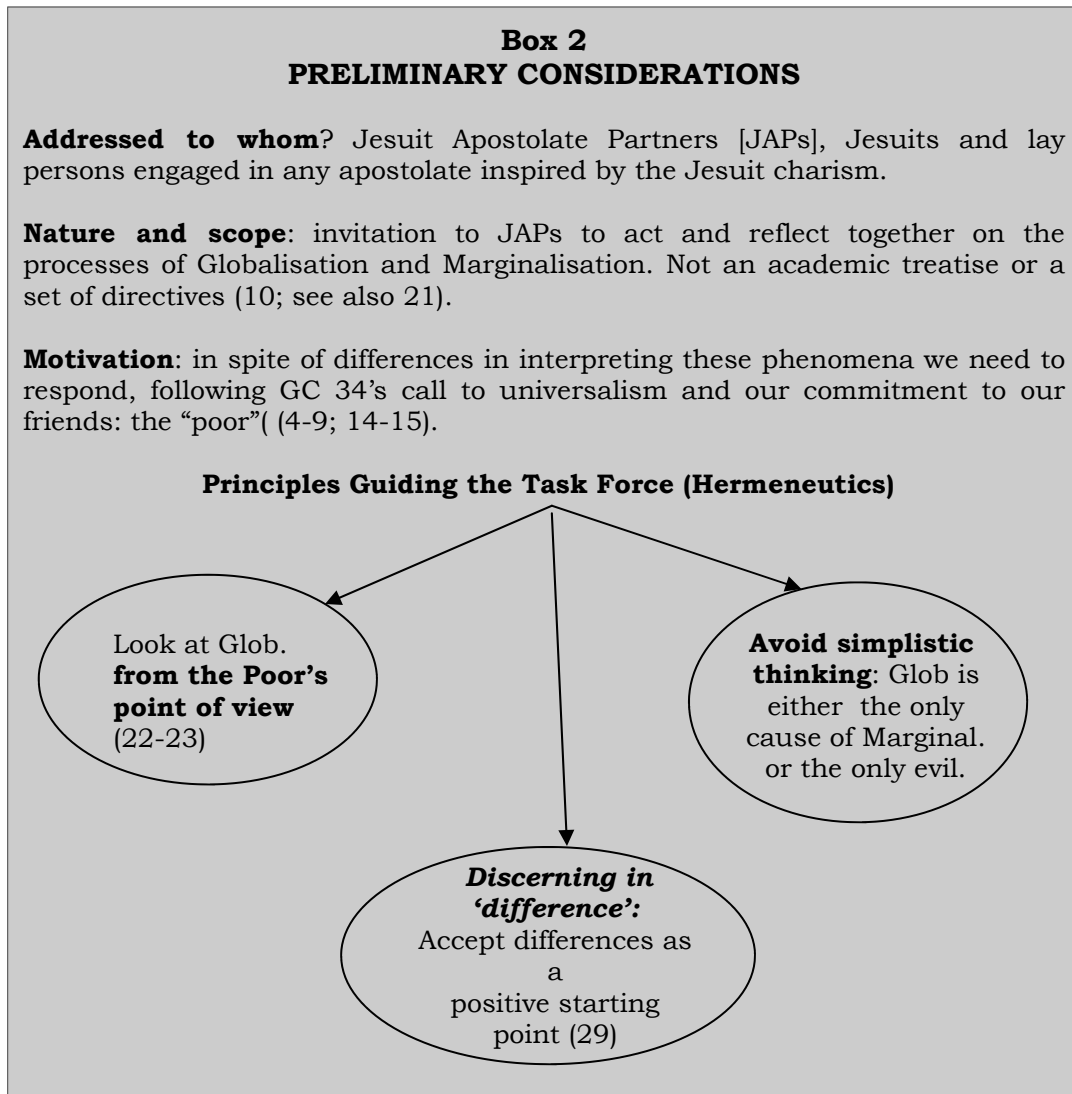 Box 2
PRELIMINARY CONSIDERATIONS
Addressed to whom? Jesuit Apostolate Partners [JAPs], Jesuits and lay
persons engaged in any apostolate inspired by the Jesuit charism.
Nature and scope: invitation to JAPs to act and reflect together on the
processes of Globalisation and Marginalisation. Not an academic treatise or a
set of directives (10; see also 21).
Motivation: in spite of differences in interpreting these phenomena we need to
respond, following GC 34’s call to universalism and our commitment to our
friends: the “poor”( (4-9; 14-15).
Principles Guiding the Task Force (Hermeneutics)
Look at Glob.
from the Poor’s
point of view
(22-23)
Avoid simplistic
thinking: Glob is
either the only
cause of Marginal.
or the only evil.
Discerning in
‘difference’:
Accept differences as
a
positive starting
point (29)